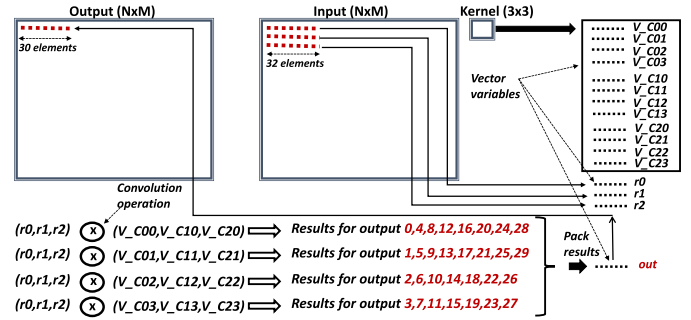 Output (NxM)
Input (NxM)
Kernel (3x3)
30 elements
32 elements
Vector
variables
V_C00
V_C01
V_C02
V_C03
V_C10
V_C11
V_C12
V_C13
V_C20
V_C21
V_C22
V_C23
r0
r1
r2
Convolution
operation
(r0,r1,r2) x (V_C00,V_C10,V_C20) Results for output 0,4,8,12,16,20,24,28
(r0,r1,r2) x (V_C01,V_C11,V_C21) Results for output 1,5,9,13,17,21,25,29
(r0,r1,r2) x (V_C02,V_C12,V_C22) Results for output 2,6,10,14,18,22,26
(r0,r1,r2) x (V_C03,V_C13,V_C23) Results for output 3,7,11,15,19,23,27
Pack
results
out